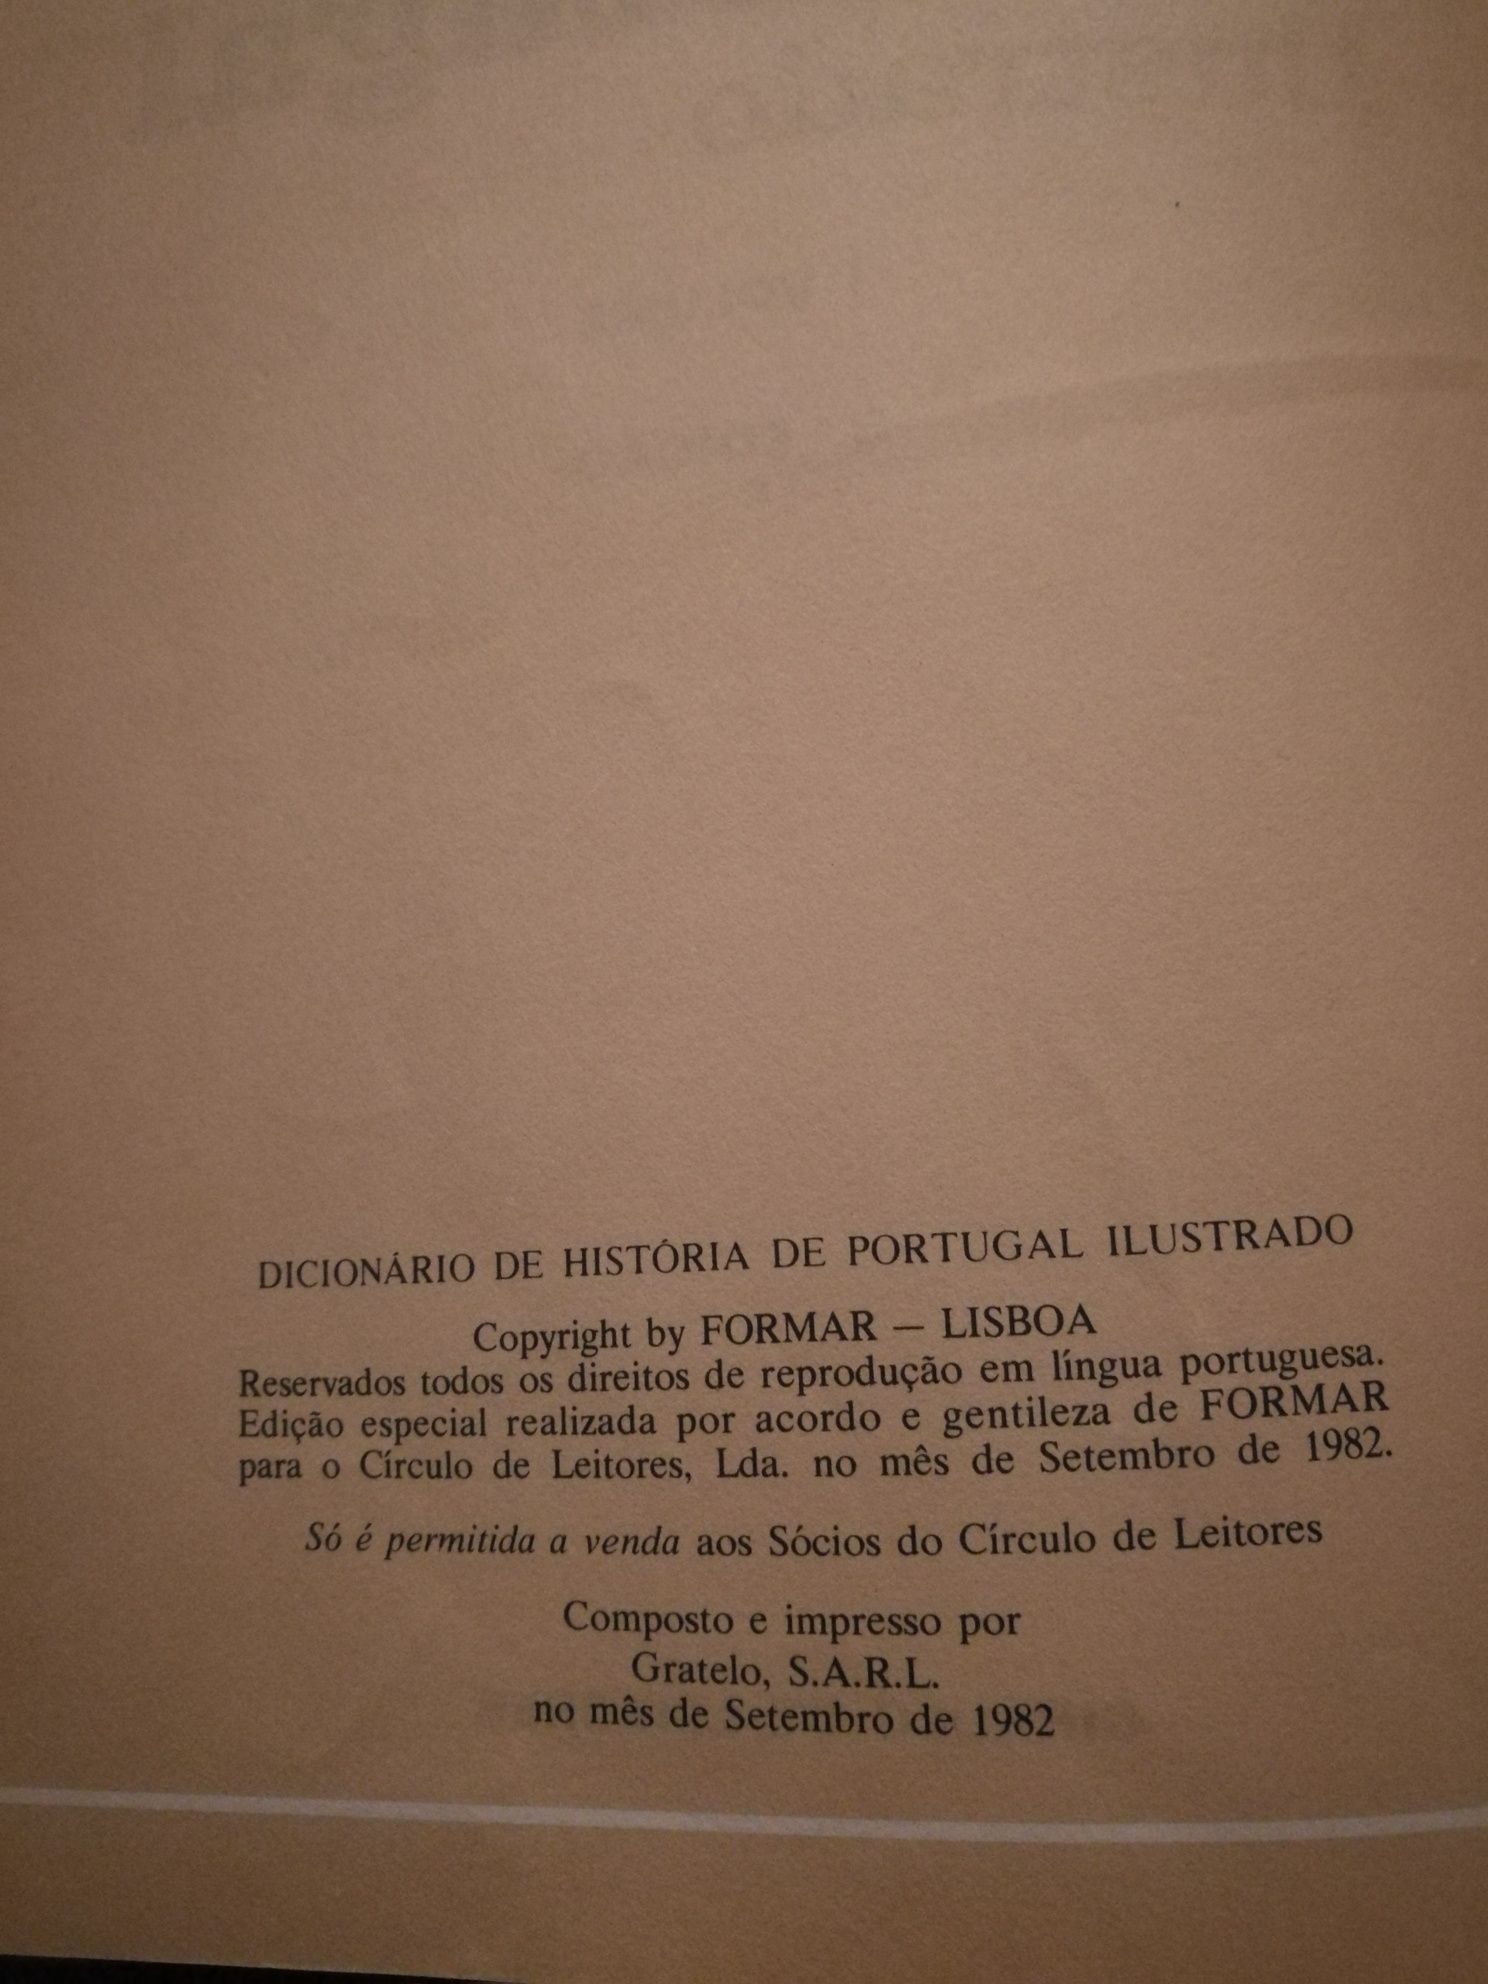 DICIONÁRIO DE HISTÓRIA DE PORTUGAL ILUSTRADO
Copyright by FORMAR — LISBOA
Reservados todos os direitos de reprodução em língua portuguesa.
Edição especial realizada por acordo e gentileza de FORMAR
para o Círculo de Leitores, Lda. no mês de Setembro de 1982.
Só é permitida a venda aos Sócios do Círculo de Leitores
Composto e impresso por
Gratelo, S.A.R.L.
no mês de Setembro de 1982